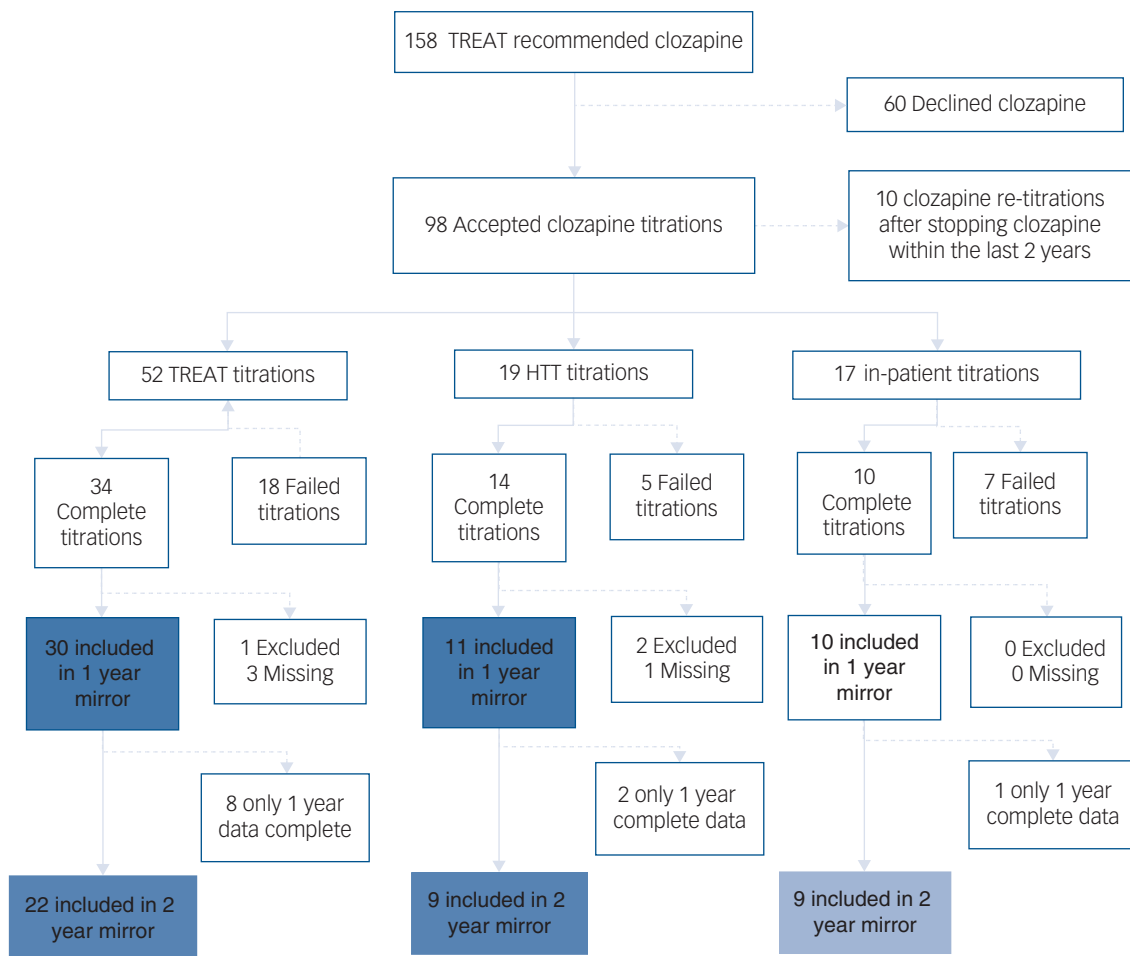 158 TREAT recommended clozapine
60 Declined clozapine
98 Accepted clozapine titrations
10 clozapine re-titrations
after stopping clozapine
within the last 2 years
52 TREAT titrations
19 HTT titrations
17 in-patient titrations
34
Complete
titrations
18 Failed
titrations
14
Complete
titrations
5 Failed
titrations
10
Complete
titrations
7 Failed
titrations
30 included
in 1 year
mirror
1 Excluded
3 Missing
11 included
in 1 year
mirror
2 Excluded
1 Missing
10 included
in 1 year
mirror
0 Excluded
0 Missing
8 only 1 year
data complete
2 only 1 year
complete data
1 only 1 year
complete data
22 included in 2
year mirror
9 included in 2
year mirror
9 included in 2
year mirror